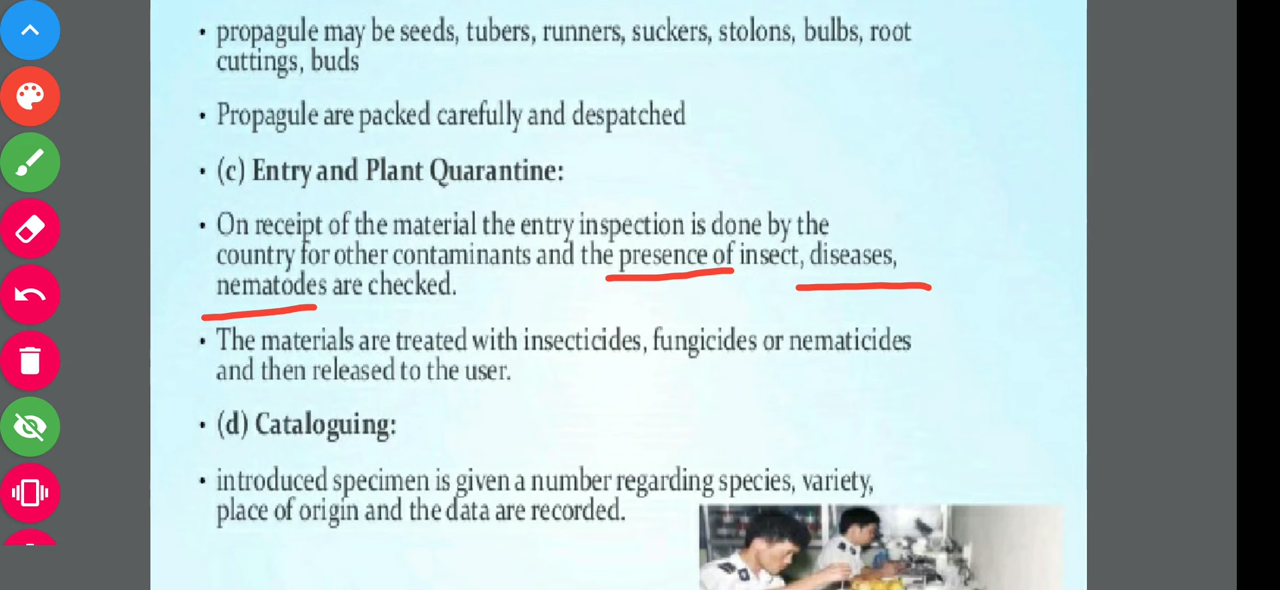 • propagule may be seeds, tubers, runners, suckers, stolons, bulbs, root
cuttings, buds
• Propagule are packed carefully and despatched
• (c) Entry and Plant Quarantine:
• On receipt of the material the entry inspection is done by the
country for other contaminants and the presence of insect, diseases,
nematodes are checked.
• The materials are treated with insecticides, fungicides or nematicides
and then released to the user.
• (d) Cataloguing:
• introduced specimen is given a number regarding species, variety,
place of origin and the data are recorded.